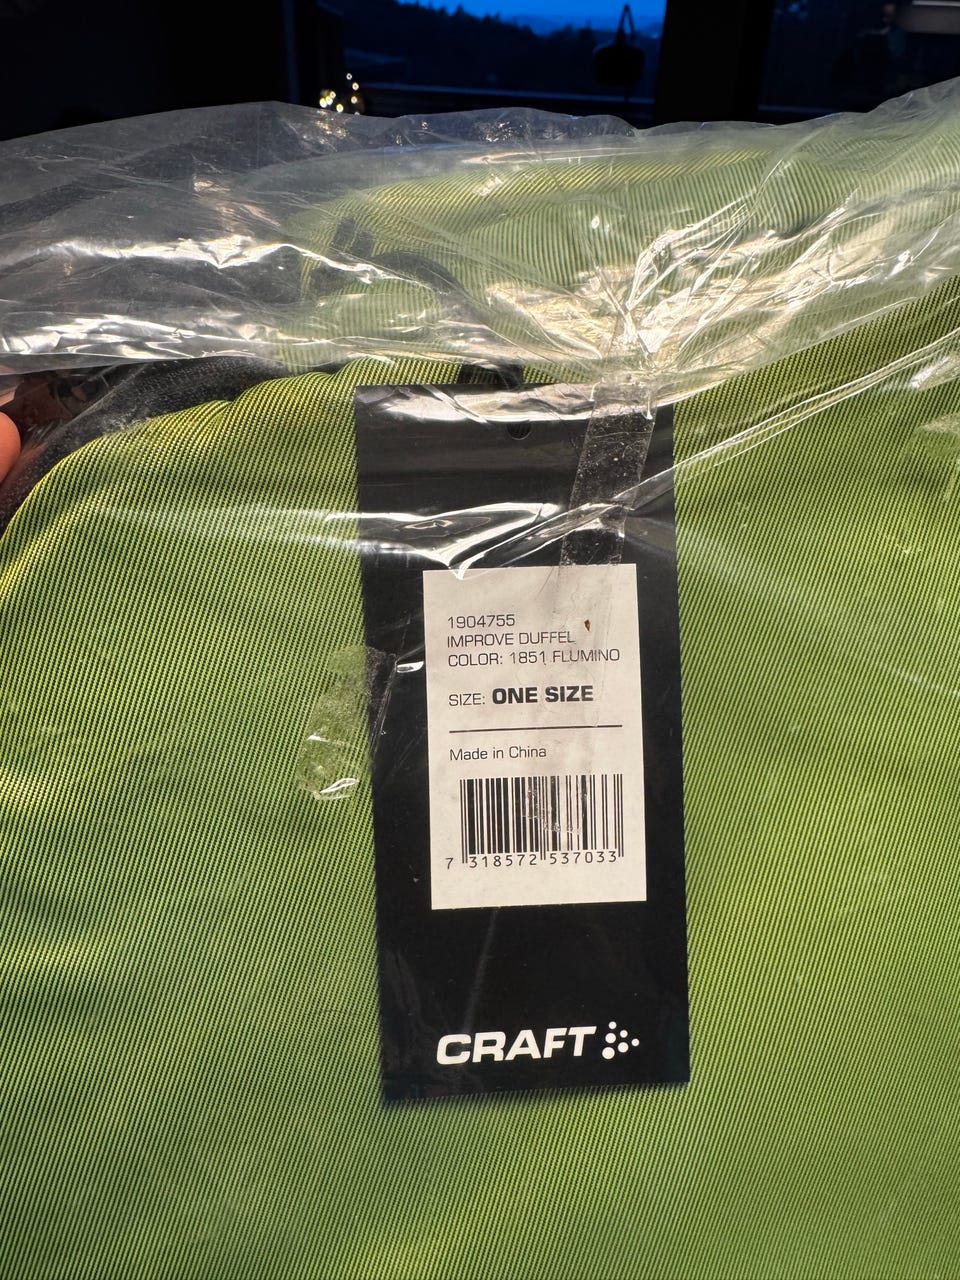 1904755
IMPROVE DUFFEL
COLOR: 1851 FLUMINO
SIZE: ONE SIZE
Made in China
7 318572 537033
CRAFT